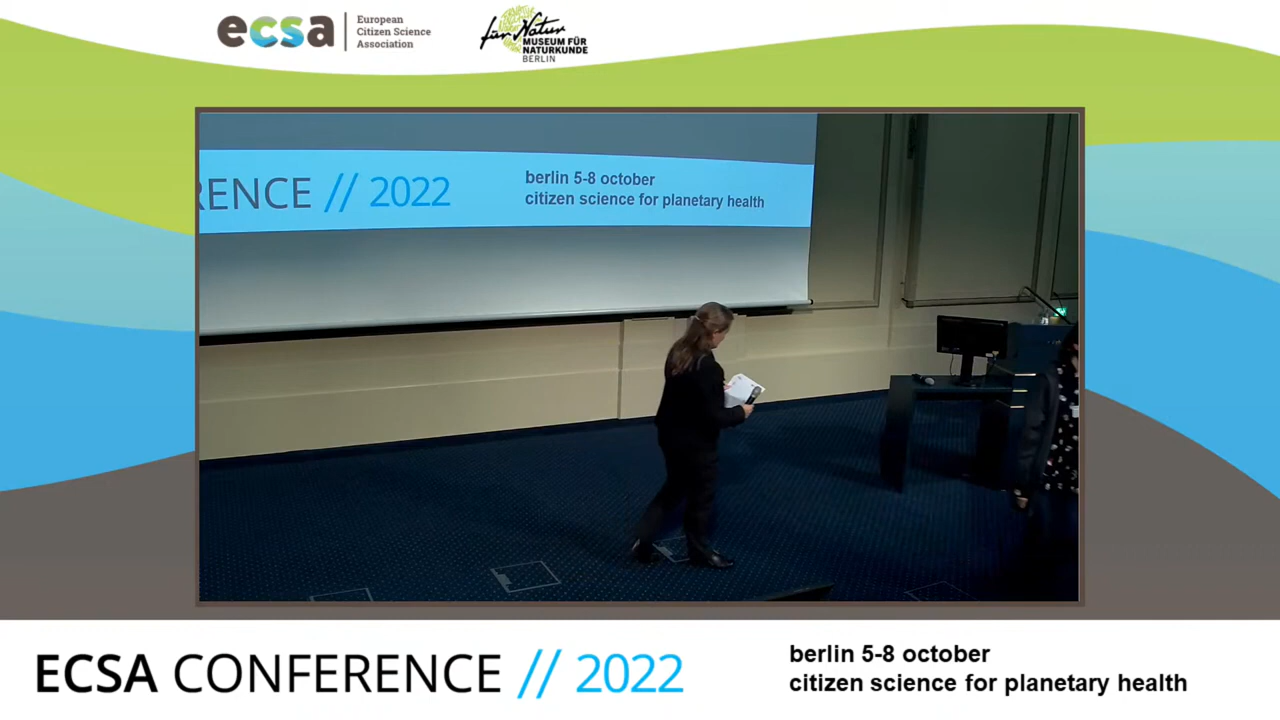 ecsa
European
Citizen Science
Association
für Natur
MUSEUM FÜR
NATURKUNDE
BERLIN
RENCE // 2022
berlin 5-8 october
citizen science for planetary health
ECSA CONFERENCE // 2022
berlin 5-8 october
citizen science for planetary health